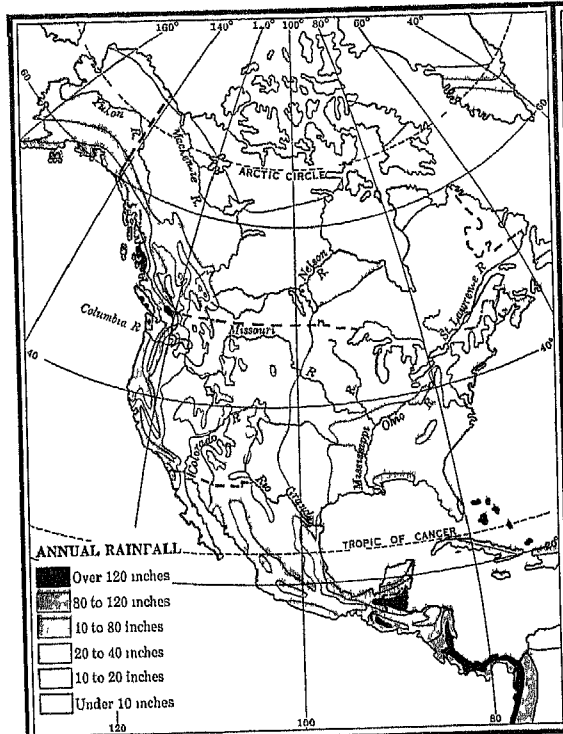 160° 140° 120° 100° 80° 60° 40°
60
60
Yukon R.
Mackenzie R.
ARCTIC CIRCLE
Nelson R.
St. Lawrence R
Columbia R
Missouri R
40
40°
Ohio R.
Mississippi R
Colorado R
Rio Grande
TROPIC OF CANCER
ANNUAL RAINFALL
Over 120 inches
80 to 120 inches
10 to 80 inches
20 to 40 inches
10 to 20 inches
Under 10 inches
120 100 80